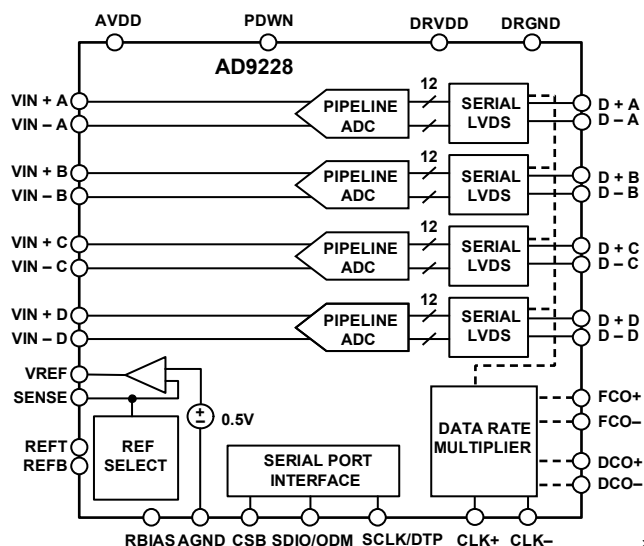 AVDD PDWN DRVDD DRGND
AD9228
VIN + A
VIN – A
PIPELINE
ADC
12
SERIAL
LVDS
D + A
D – A
VIN + B
VIN – B
PIPELINE
ADC
12
SERIAL
LVDS
D + B
D – B
VIN + C
VIN – C
PIPELINE
ADC
12
SERIAL
LVDS
D + C
D – C
VIN + D
VIN – D
PIPELINE
ADC
12
SERIAL
LVDS
D + D
D – D
VREF
SENSE
0.5V
REFT
REFB
REF
SELECT
SERIAL PORT
INTERFACE
DATA RATE
MULTIPLIER
FCO+
FCO–
DCO+
DCO–
RBIAS AGND CSB SDIO/ODM SCLK/DTP CLK+ CLK–